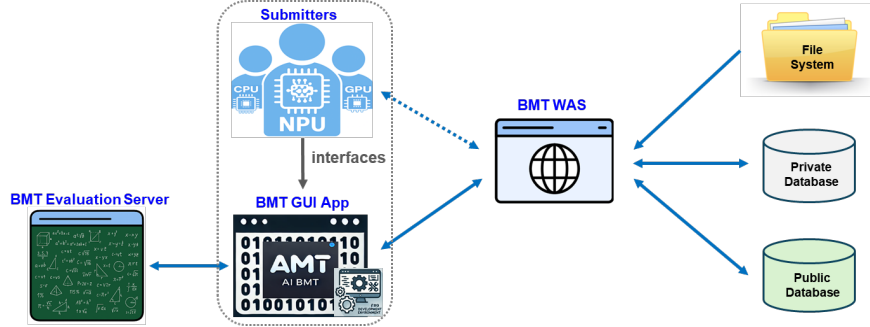 Submitters
CPU
GPU
NPU
interfaces
BMT GUI App
AMT
AI BMT
BMT Evaluation Server
BMT WAS
File
System
Private
Database
Public
Database